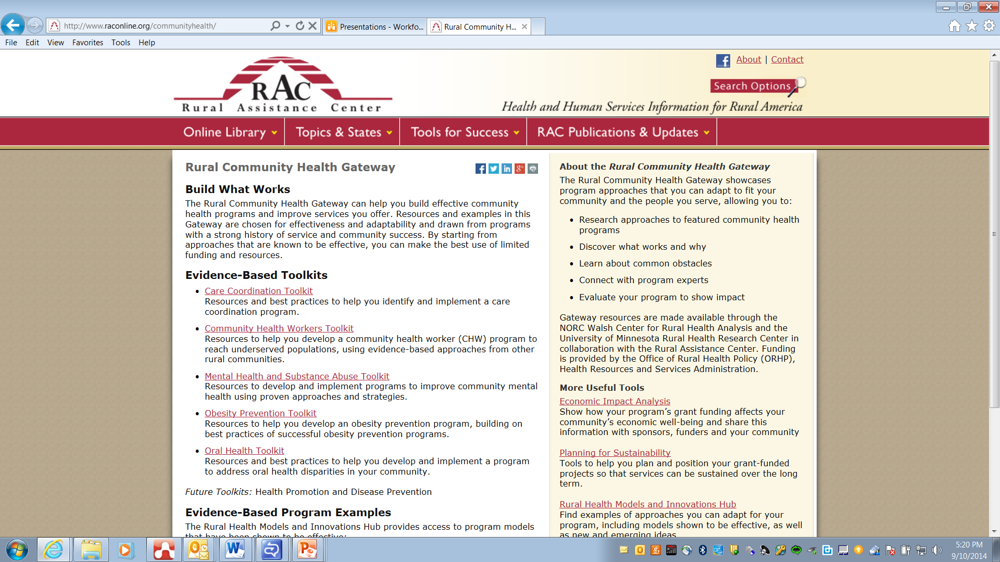 http://www.raconline.org/communityhealth/
Presentations - Workfo...
Rural Community H...
File Edit View Favorites Tools Help
RAC
Rural Assistance Center
About | Contact
Search Options
Health and Human Services Information for Rural America
Online Library
Topics & States
Tools for Success
RAC Publications & Updates
Rural Community Health Gateway
Build What Works
The Rural Community Health Gateway can help you build effective community
health programs and improve services you offer. Resources and examples in this
Gateway are chosen for effectiveness and adaptability and drawn from programs
with a strong history of service and community success. By starting from
approaches that are known to be effective, you can make the best use of limited
funding and resources.
Evidence-Based Toolkits
• Care Coordination Toolkit
Resources and best practices to help you identify and implement a care
coordination program.
• Community Health Workers Toolkit
Resources to help you develop a community health worker (CHW) program to
reach underserved populations, using evidence-based approaches from other
rural communities.
• Mental Health and Substance Abuse Toolkit
Resources to develop and implement programs to improve community mental
health using proven approaches and strategies.
• Obesity Prevention Toolkit
Resources to help you develop an obesity prevention program, building on
best practices of successful obesity prevention programs.
• Oral Health Toolkit
Resources and best practices to help you develop and implement a program
to address oral health disparities in your community.
Future Toolkits: Health Promotion and Disease Prevention
Evidence-Based Program Examples
The Rural Health Models and Innovations Hub provides access to program models
that have been shown to be effective:
About the Rural Community Health Gateway
The Rural Community Health Gateway showcases
program approaches that you can adapt to fit your
community and the people you serve, allowing you to:
• Research approaches to featured community health
programs
• Discover what works and why
• Learn about common obstacles
• Connect with program experts
• Evaluate your program to show impact
Gateway resources are made available through the
NORC Walsh Center for Rural Health Analysis and the
University of Minnesota Rural Health Research Center in
collaboration with the Rural Assistance Center. Funding
is provided by the Office of Rural Health Policy (ORHP),
Health Resources and Services Administration.
More Useful Tools
Economic Impact Analysis
Show how your program's grant funding affects your
community's economic well-being and share this
information with sponsors, funders and your community
Planning for Sustainability
Tools to help you plan and position your grant-funded
projects so that services can be sustained over the long
term.
Rural Health Models and Innovations Hub
Find examples of approaches you can adapt for your
program, including models shown to be effective, as well
as new and emerging ideas
5:20 PM
9/10/2014